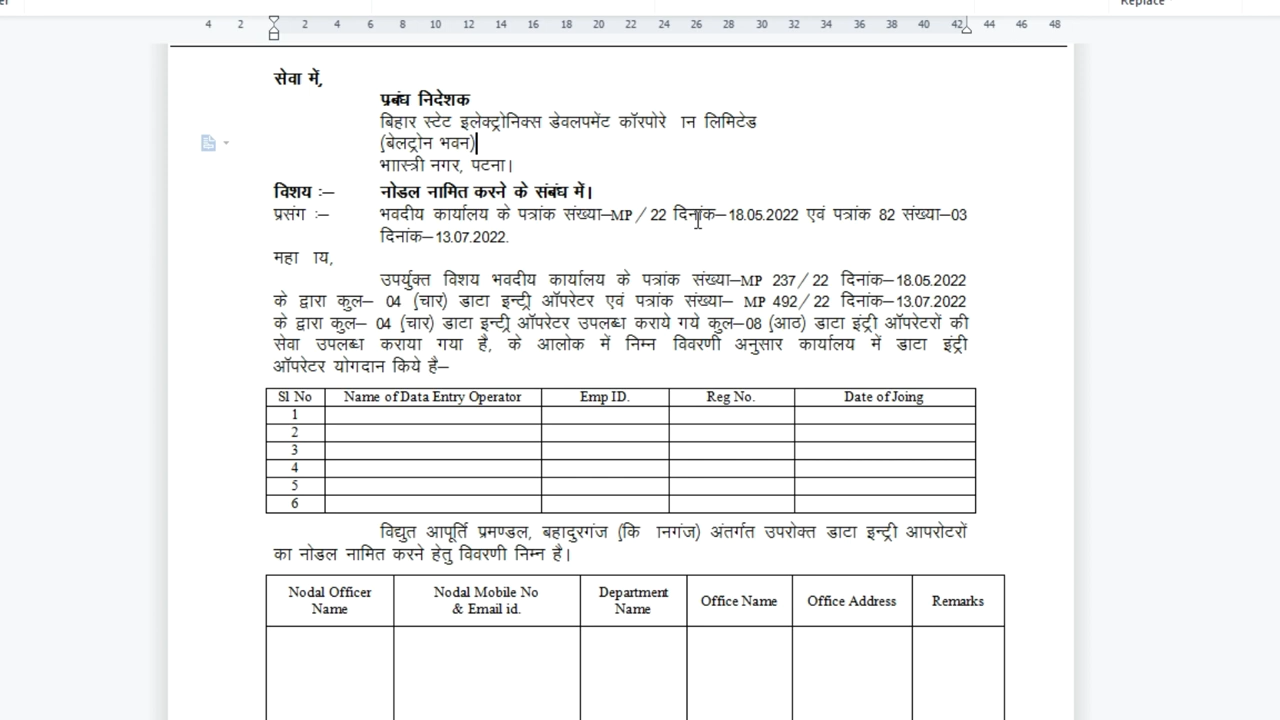 Replace
4 2 2 4 6 8 10 12 14 16 18 20 22 24 26 28 30 32 34 36 38 40 42 44 46 48
सेवा में,
प्रबंध निदेशक
बिहार स्टेट इलेक्ट्रोनिक्स डेवलपमेंट कॉरपोरे ान लिमिटेड
(बेलट्रोन भवन)
भाास्त्री नगर, पटना।
विशय :– नोडल नामित करने के संबंध में।
प्रसंग :– भवदीय कार्यालय के पत्रांक संख्या–MP / 22 दिनांक–18.05.2022 एवं पत्रांक 82 संख्या–03
दिनांक–13.07.2022.
महा ाय,
उपर्युक्त विशय भवदीय कार्यालय के पत्रांक संख्या–MP 237/22 दिनांक–18.05.2022
के द्वारा कुल– 04 (चार) डाटा इन्ट्री ऑपरेटर एवं पत्रांक संख्या– MP 492/22 दिनांक–13.07.2022
के द्वारा कुल– 04 (चार) डाटा इन्टी्र ऑपरेटर उपलब्ध कराये गये कुल–08 (आठ) डाटा इंट्री ऑपरेटरों की
सेवा उपलब्ध कराया गया है, के आलोक में निम्न विवरणी अनुसार कार्यालय में डाटा इंट्री
ऑपरेटर योगदान किये है–
Sl No Name of Data Entry Operator Emp ID. Reg No. Date of Joing
1
2
3
4
5
6
विद्युत आपूर्ति प्रमण्डल, बहादुरगंज (कि ानगंज) अंतर्गत उपरोक्त डाटा इन्ट्री आपरोटरों
का नोडल नामित करने हेतु विवरणी निम्न है।
Nodal Officer Name Nodal Mobile No & Email id. Department Name Office Name Office Address Remarks